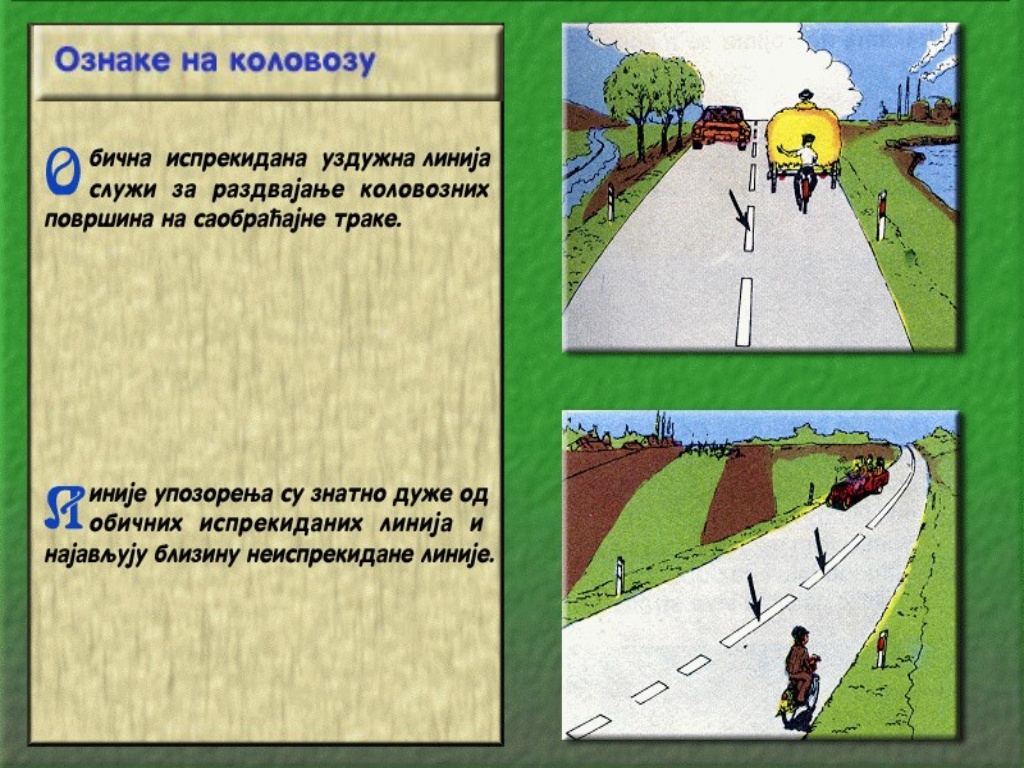 Ознаке на коловозу
Обична испрекидана уздужна линија
служи за раздвајање коловозних
површина на саобраћајне траке.
Линије упозорења су знатно дуже од
обичних испрекиданих линија и
најављују близину неиспрекидане линије.